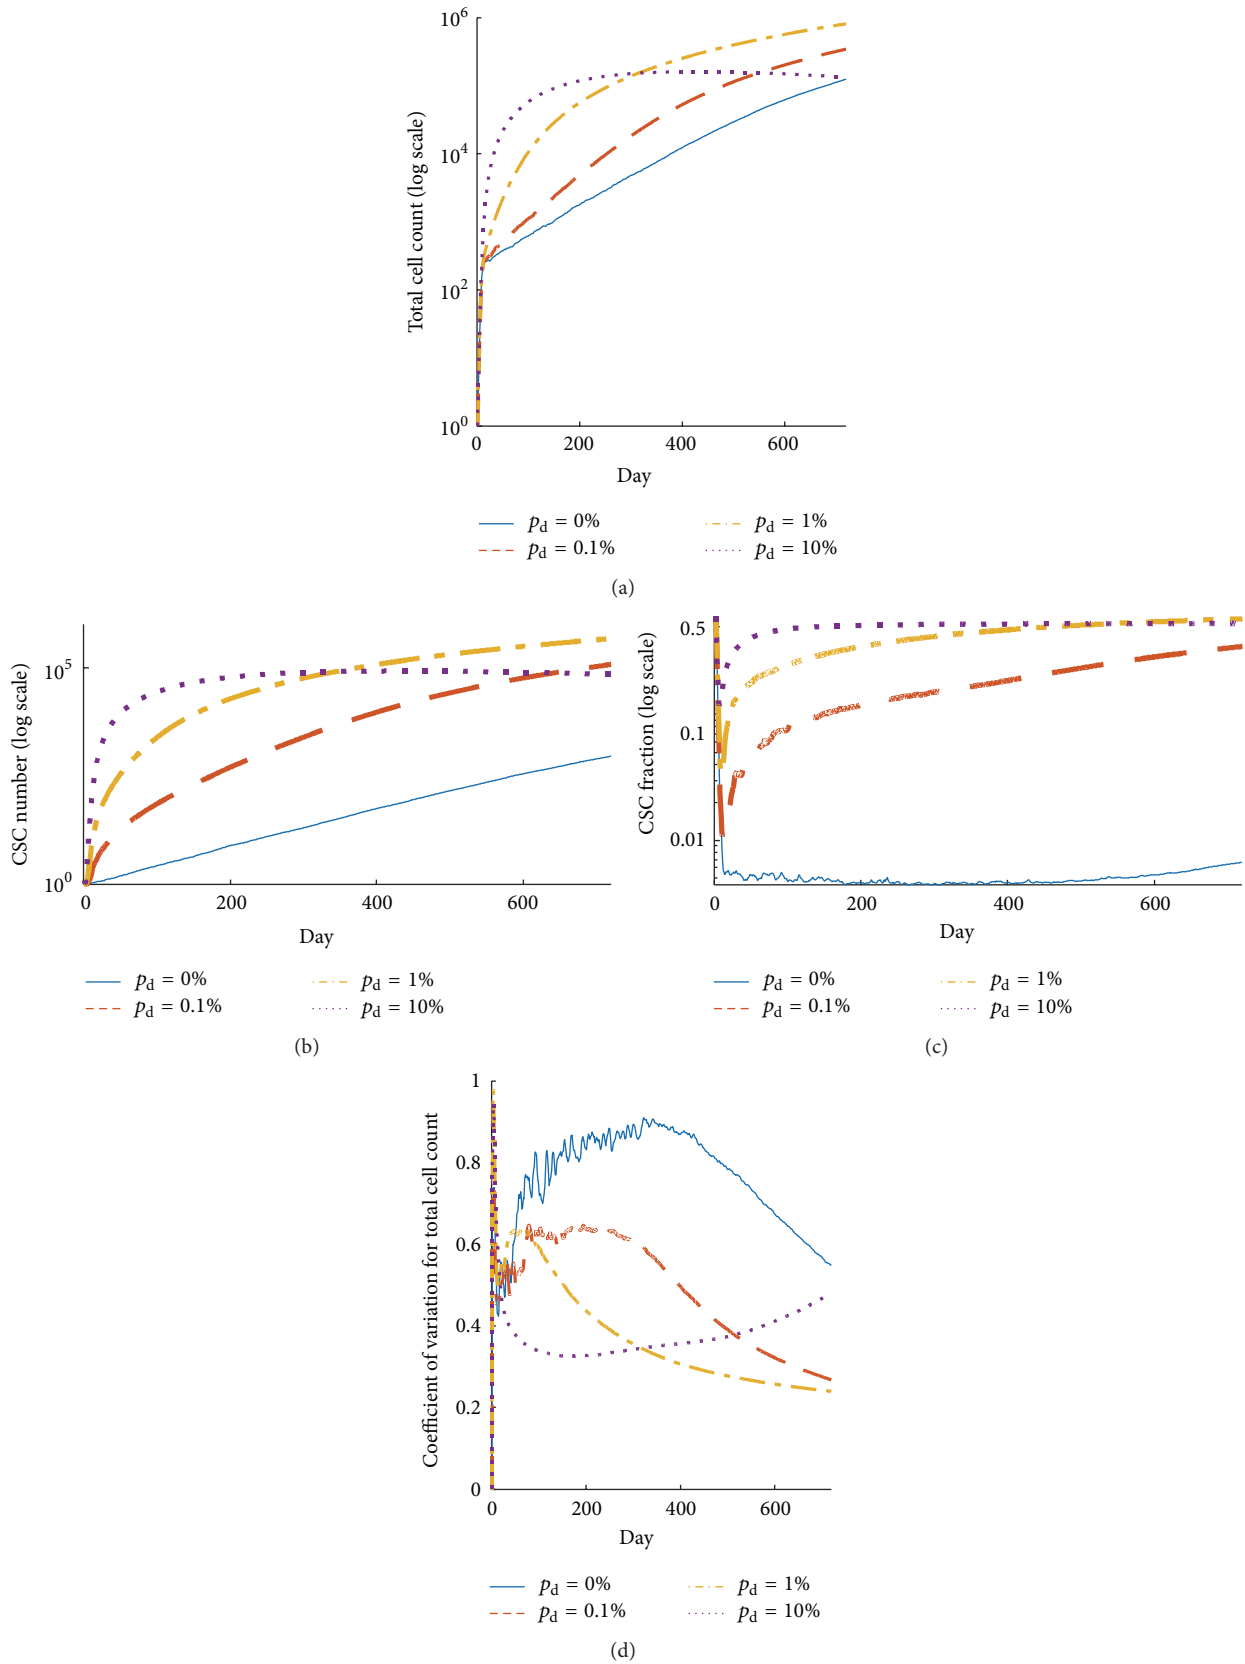 10^6
10^4
10^2
10^0
Total cell count (log scale)
0 200 400 600
Day
p_d = 0% p_d = 1%
p_d = 0.1% p_d = 10%
(a)
10^5
10^0
CSC number (log scale)
0 200 400 600
Day
p_d = 0% p_d = 1%
p_d = 0.1% p_d = 10%
(b)
0.5
0.1
0.01
CSC fraction (log scale)
0 200 400 600
Day
p_d = 0% p_d = 1%
p_d = 0.1% p_d = 10%
(c)
1
0.8
0.6
0.4
0.2
0
Coefficient of variation for total cell count
0 200 400 600
Day
p_d = 0% p_d = 1%
p_d = 0.1% p_d = 10%
(d)